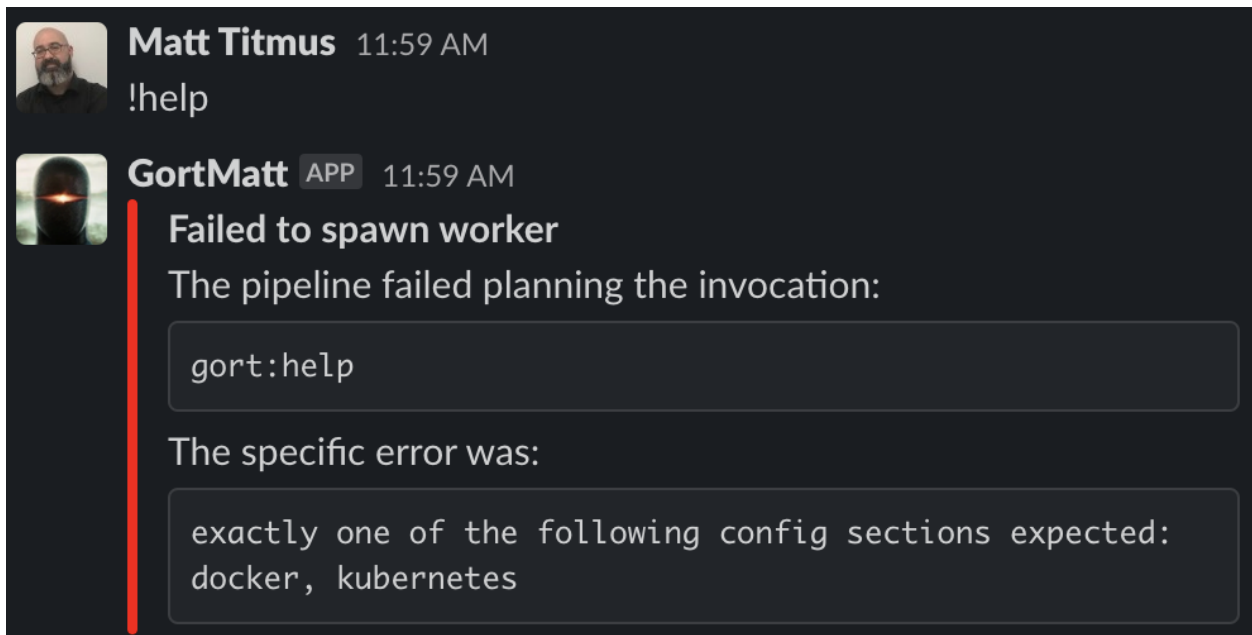 Matt Titmus 11:59 AM
!help
GortMatt APP 11:59 AM
Failed to spawn worker
The pipeline failed planning the invocation:
gort:help
The specific error was:
exactly one of the following config sections expected:
docker, kubernetes